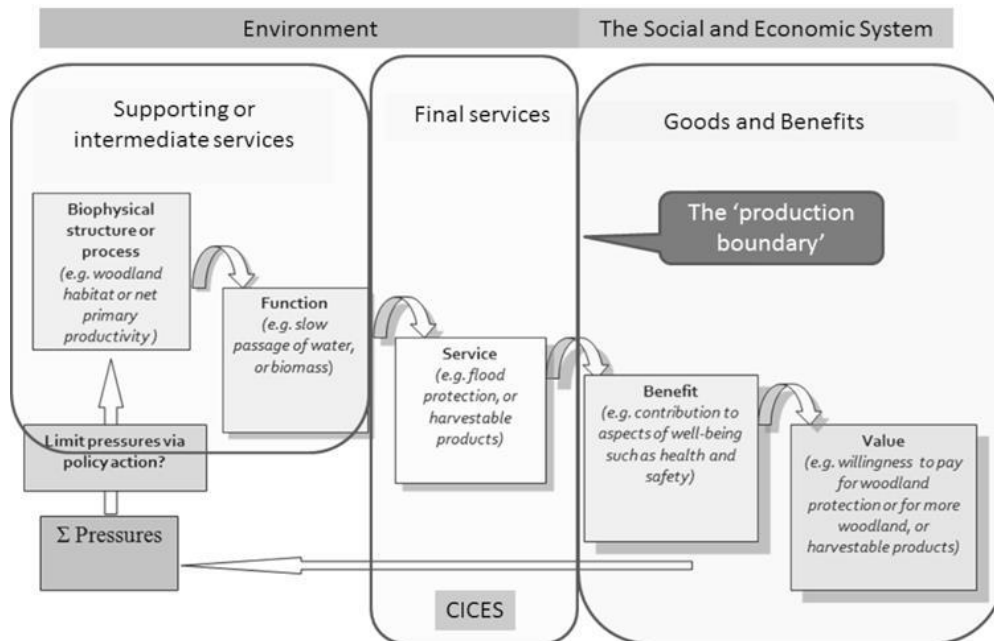 Environment
The Social and Economic System
Supporting or
intermediate services
Final services
Goods and Benefits
Biophysical
structure or
process
(e.g. woodland
habitat or net
primary
productivity )
The ‘production
boundary’
Function
(e.g. slow
passage of water,
or biomass)
Service
(e.g. flood
protection, or
harvestable
products)
Benefit
(e.g. contribution to
aspects of well-being
such as health and
safety)
Value
(e.g. willingness to pay
for woodland
protection or for more
woodland, or
harvestable products)
Limit pressures via
policy action?
Σ Pressures
CICES